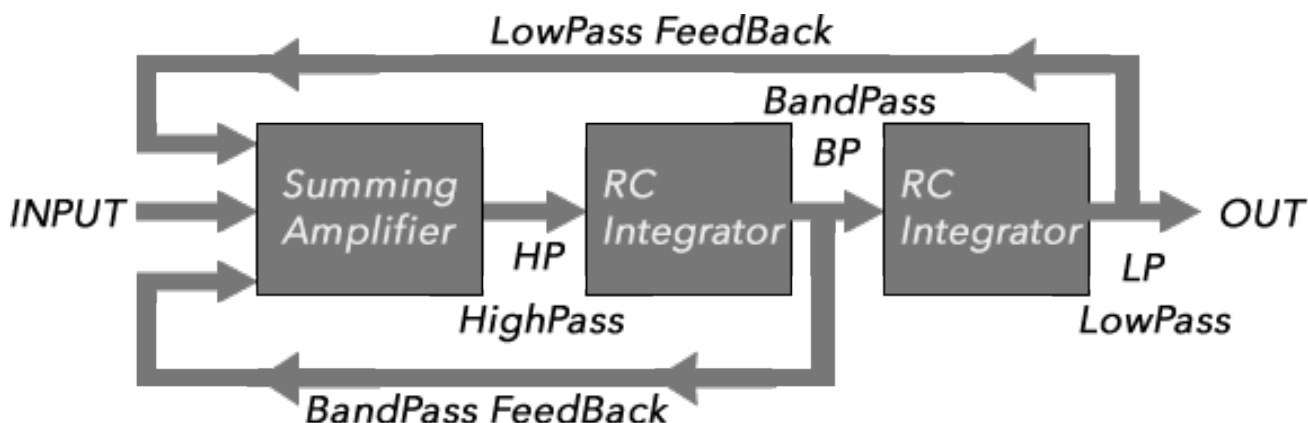 LowPass FeedBack
BandPass
BP
Summing
Amplifier
RC
Integrator
RC
Integrator
INPUT
OUT
HP
HighPass
LP
LowPass
BandPass FeedBack